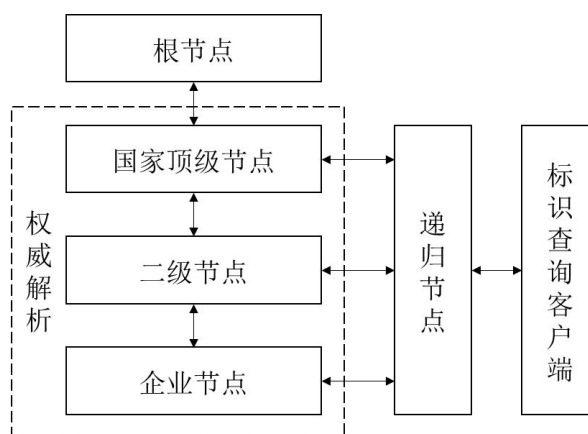 根节点
国家顶级节点
二级节点
企业节点
权威解析
递归节点
标识查询客户端